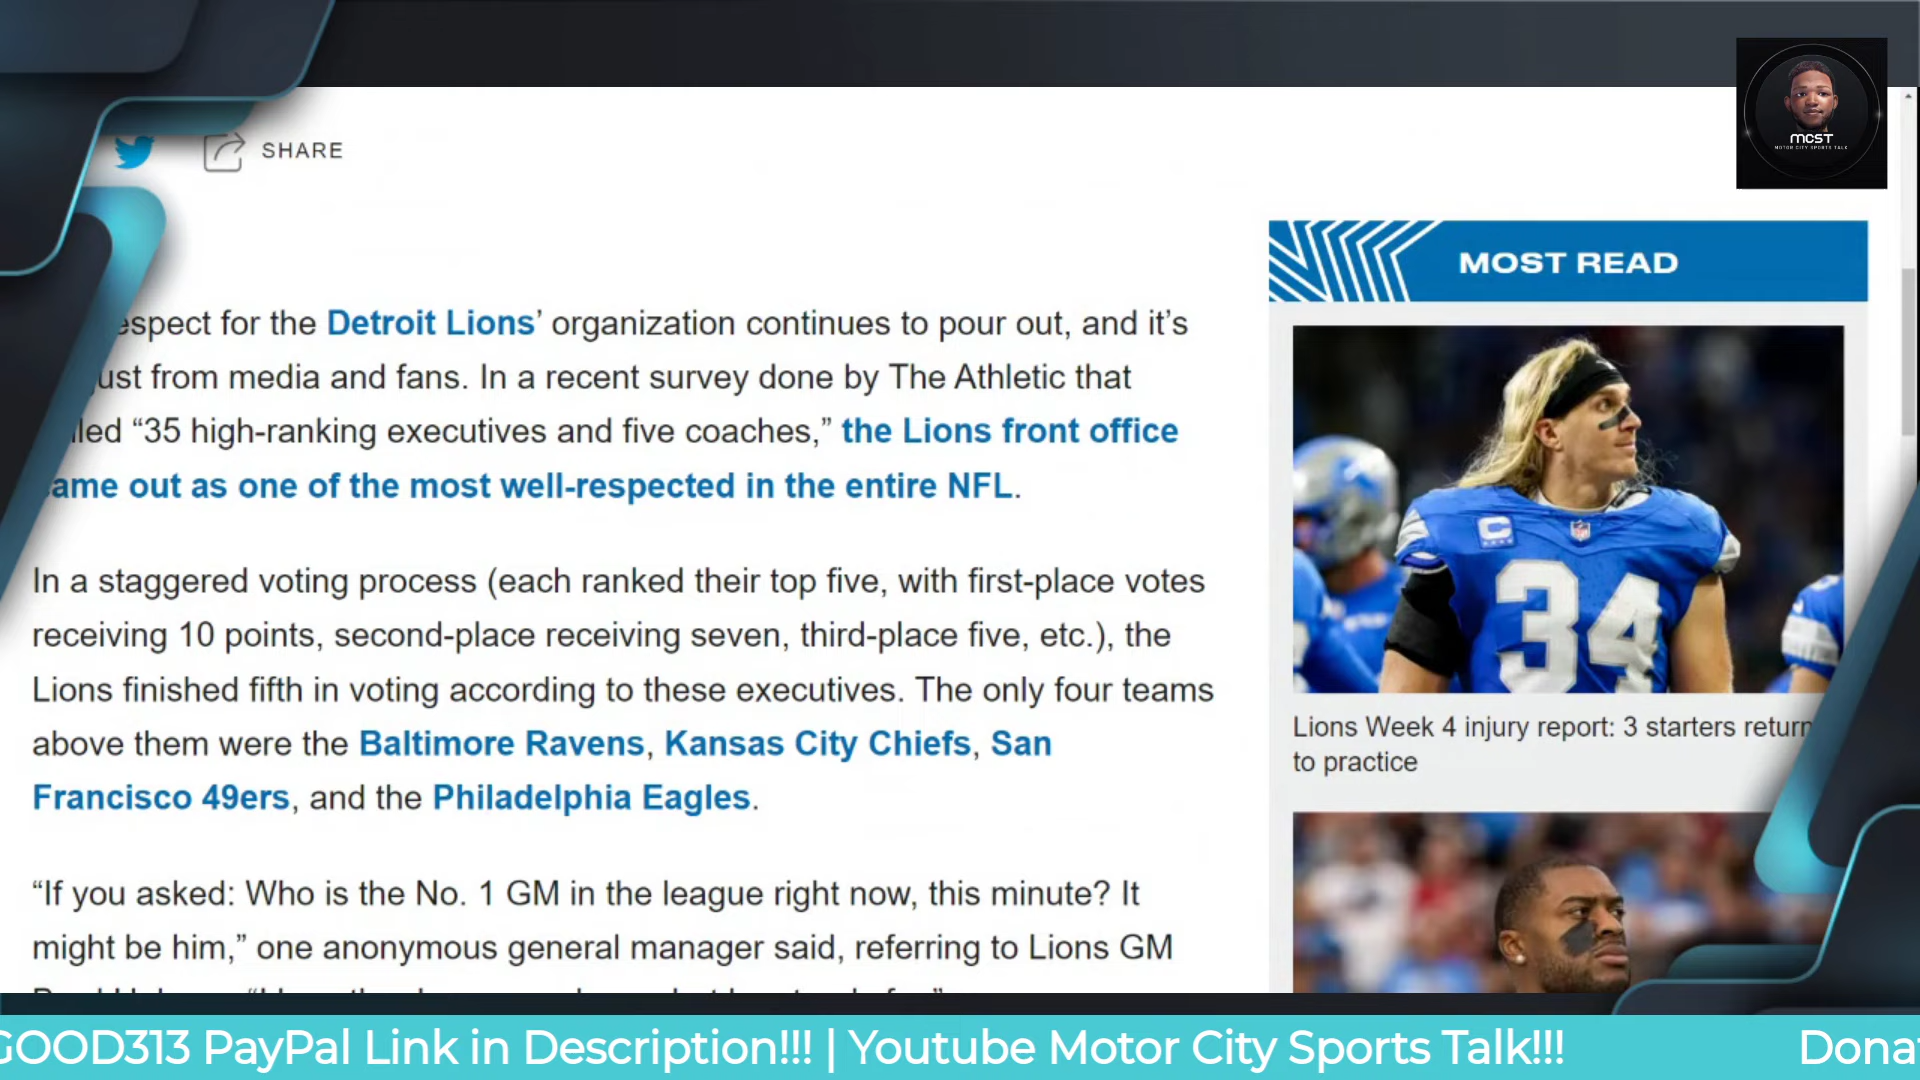 SHARE
MCST
MOTOR CITY SPORTS TALK
MOST READ
espect for the Detroit Lions’ organization continues to pour out, and it’s
ust from media and fans. In a recent survey done by The Athletic that
led “35 high-ranking executives and five coaches,” the Lions front office
ame out as one of the most well-respected in the entire NFL.
In a staggered voting process (each ranked their top five, with first-place votes
receiving 10 points, second-place receiving seven, third-place five, etc.), the
Lions finished fifth in voting according to these executives. The only four teams
above them were the Baltimore Ravens, Kansas City Chiefs, San
Francisco 49ers, and the Philadelphia Eagles.
“If you asked: Who is the No. 1 GM in the league right now, this minute? It
might be him,” one anonymous general manager said, referring to Lions GM
C
34
Lions Week 4 injury report: 3 starters return
to practice
GOOD313 PayPal Link in Description!!! | Youtube Motor City Sports Talk!!! Dona